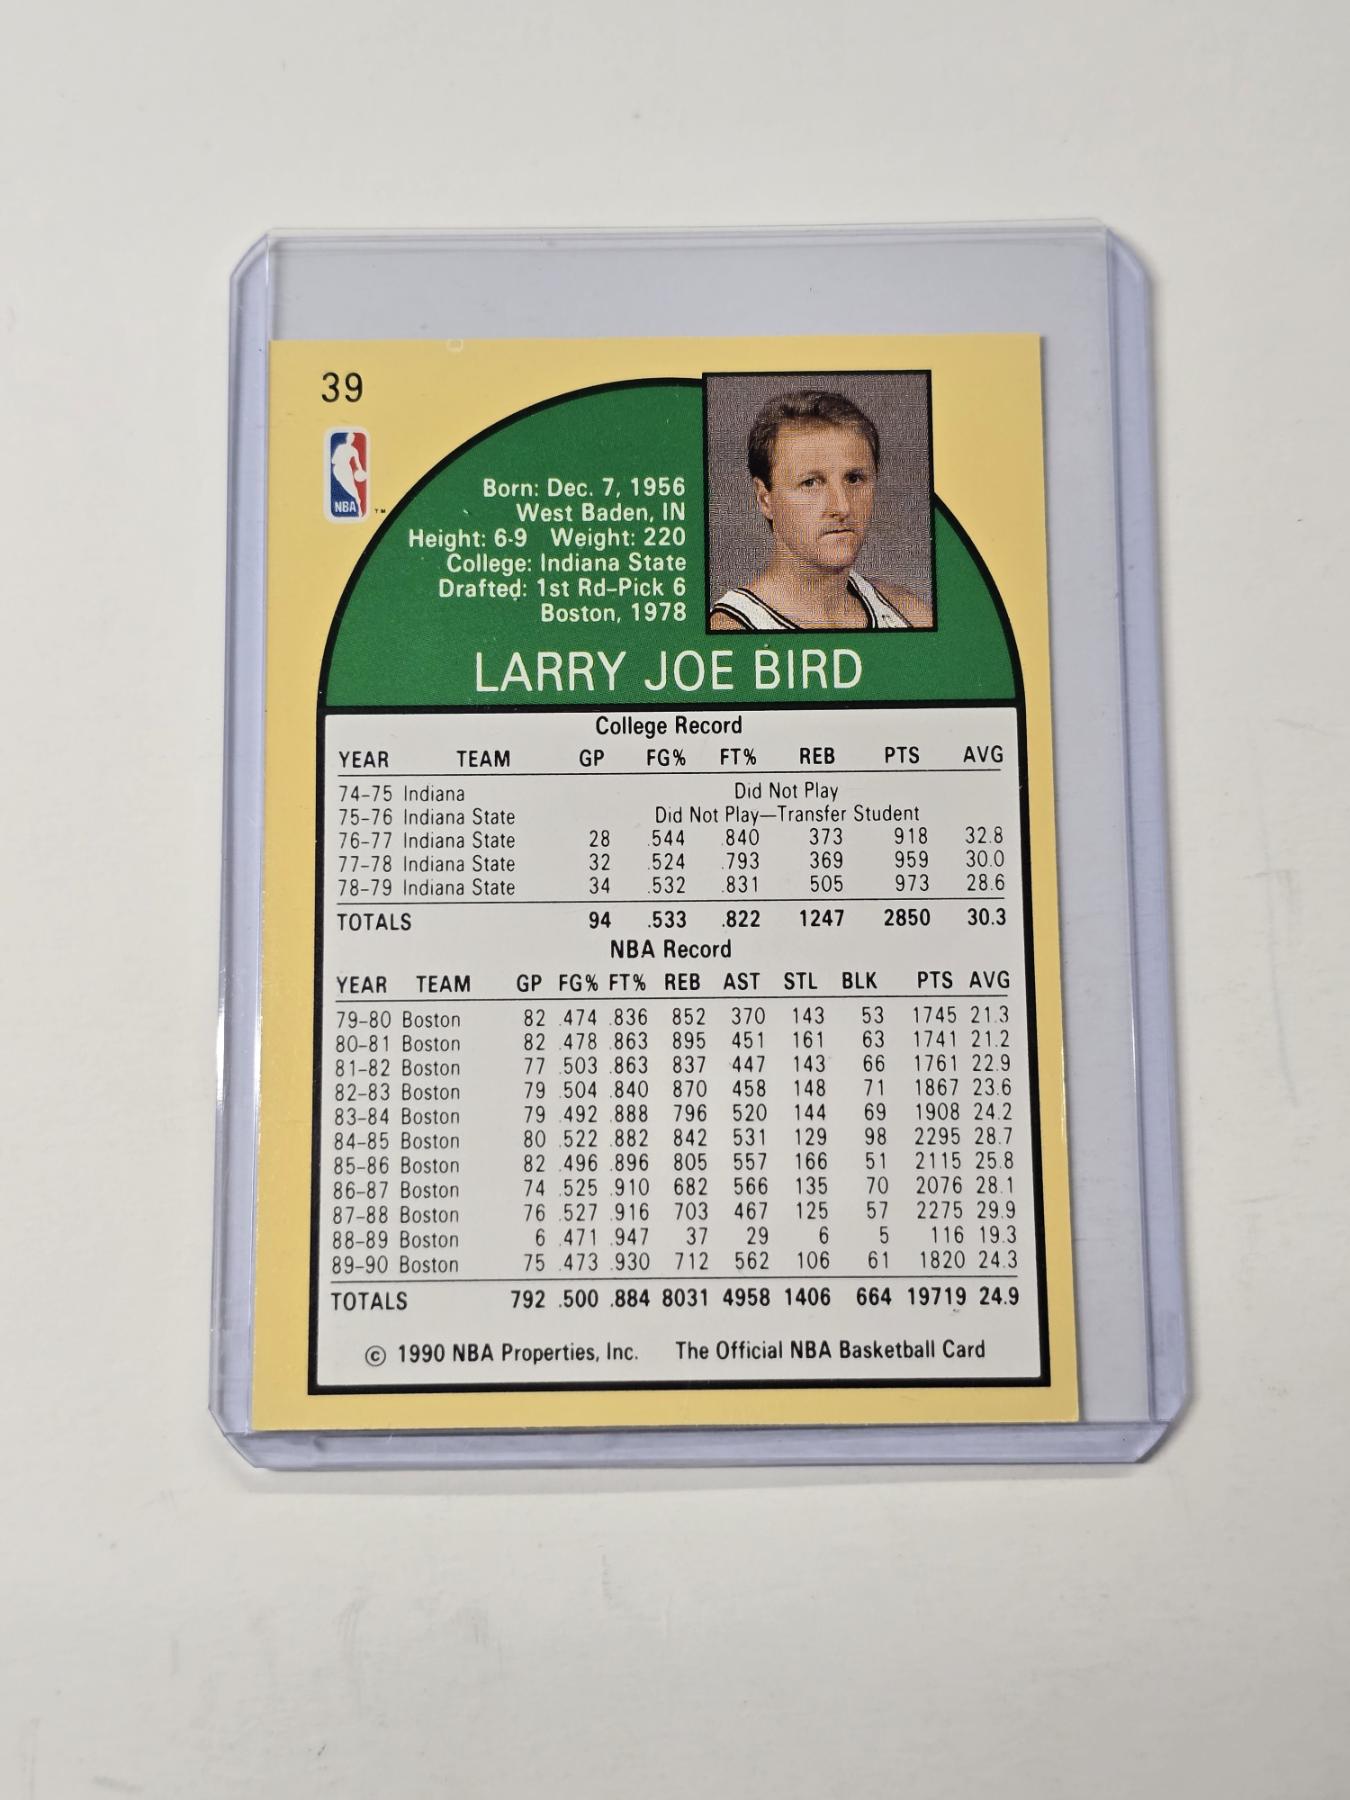 39
NBA
™
Born: Dec. 7, 1956
West Baden, IN
Height: 6-9 Weight: 220
College: Indiana State
Drafted: 1st Rd-Pick 6
Boston, 1978
LARRY JOE BIRD
College Record
YEAR TEAM GP FG% FT% REB PTS AVG
74-75 Indiana Did Not Play
75-76 Indiana State Did Not Play—Transfer Student
76-77 Indiana State 28 .544 .840 373 918 32.8
77-78 Indiana State 32 .524 .793 369 959 30.0
78-79 Indiana State 34 .532 .831 505 973 28.6
TOTALS 94 .533 .822 1247 2850 30.3
NBA Record
YEAR TEAM GP FG% FT% REB AST STL BLK PTS AVG
79-80 Boston 82 .474 .836 852 370 143 53 1745 21.3
80-81 Boston 82 .478 .863 895 451 161 63 1741 21.2
81-82 Boston 77 .503 .863 837 447 143 66 1761 22.9
82-83 Boston 79 .504 .840 870 458 148 71 1867 23.6
83-84 Boston 79 .492 .888 796 520 144 69 1908 24.2
84-85 Boston 80 .522 .882 842 531 129 98 2295 28.7
85-86 Boston 82 .496 .896 805 557 166 51 2115 25.8
86-87 Boston 74 .525 .910 682 566 135 70 2076 28.1
87-88 Boston 76 .527 .916 703 467 125 57 2275 29.9
88-89 Boston 6 .471 .947 37 29 6 5 116 19.3
89-90 Boston 75 .473 .930 712 562 106 61 1820 24.3
TOTALS 792 .500 .884 8031 4958 1406 664 19719 24.9
© 1990 NBA Properties, Inc. The Official NBA Basketball Card